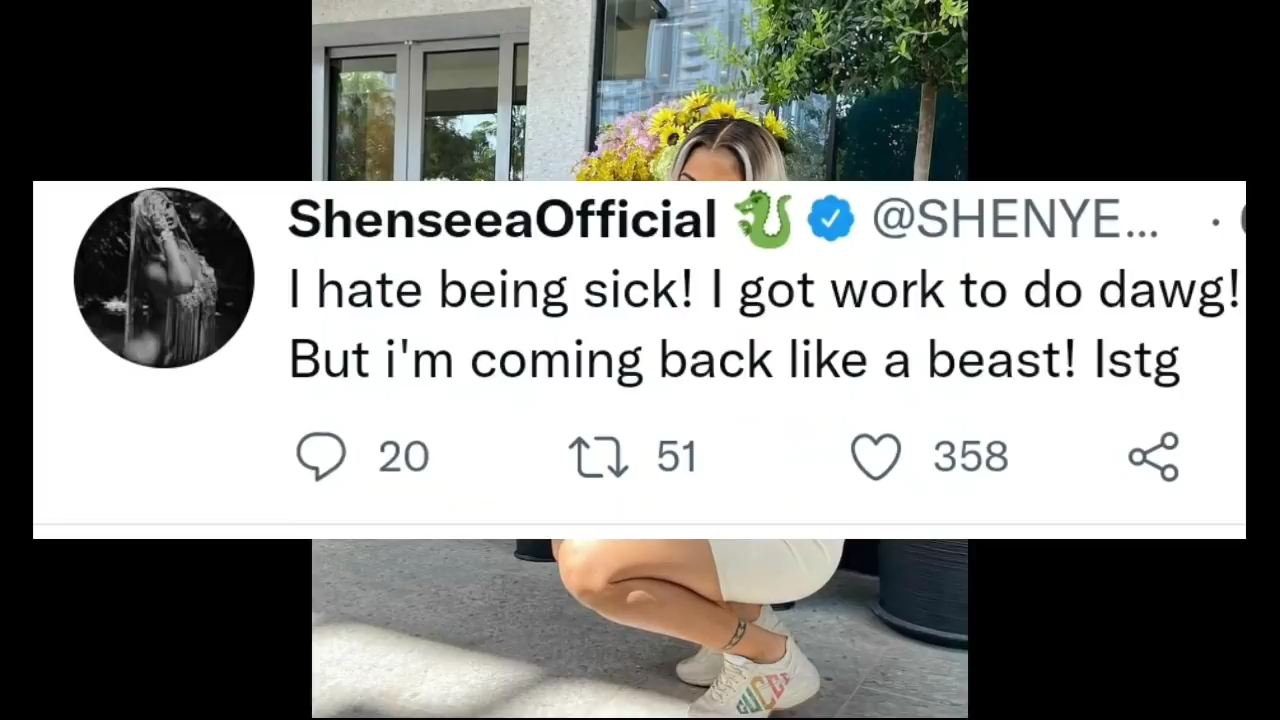 ShenseeaOfficial 🐉 @SHENYE... ·
I hate being sick! I got work to do dawg!
But i'm coming back like a beast! Istg
20 51 358
GUCCI